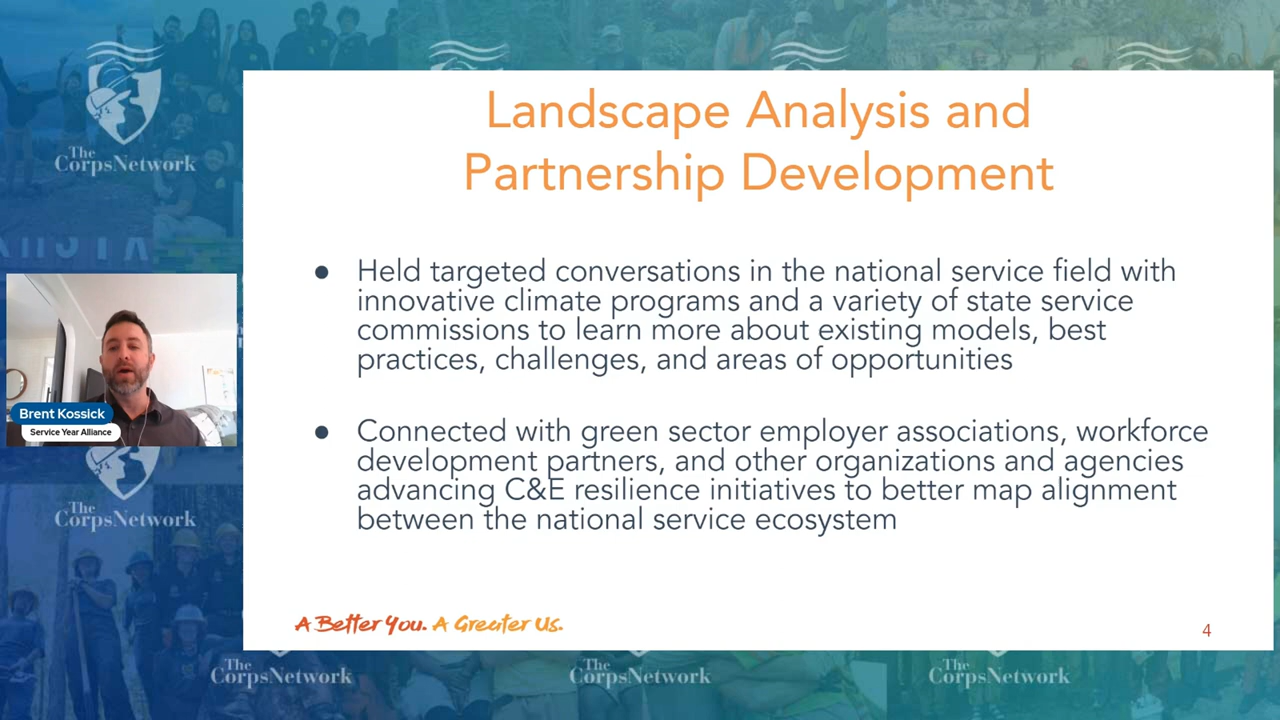 The
CorpsNetwork
Landscape Analysis and
Partnership Development
● Held targeted conversations in the national service field with
innovative climate programs and a variety of state service
commissions to learn more about existing models, best
practices, challenges, and areas of opportunities
● Connected with green sector employer associations, workforce
development partners, and other organizations and agencies
advancing C&E resilience initiatives to better map alignment
between the national service ecosystem
A Better You. A Greater Us.
4
Brent Kossick
Service Year Alliance
The
CorpsNetwork
The
CorpsNetwork
The
CorpsNetwork
The
CorpsNetwork